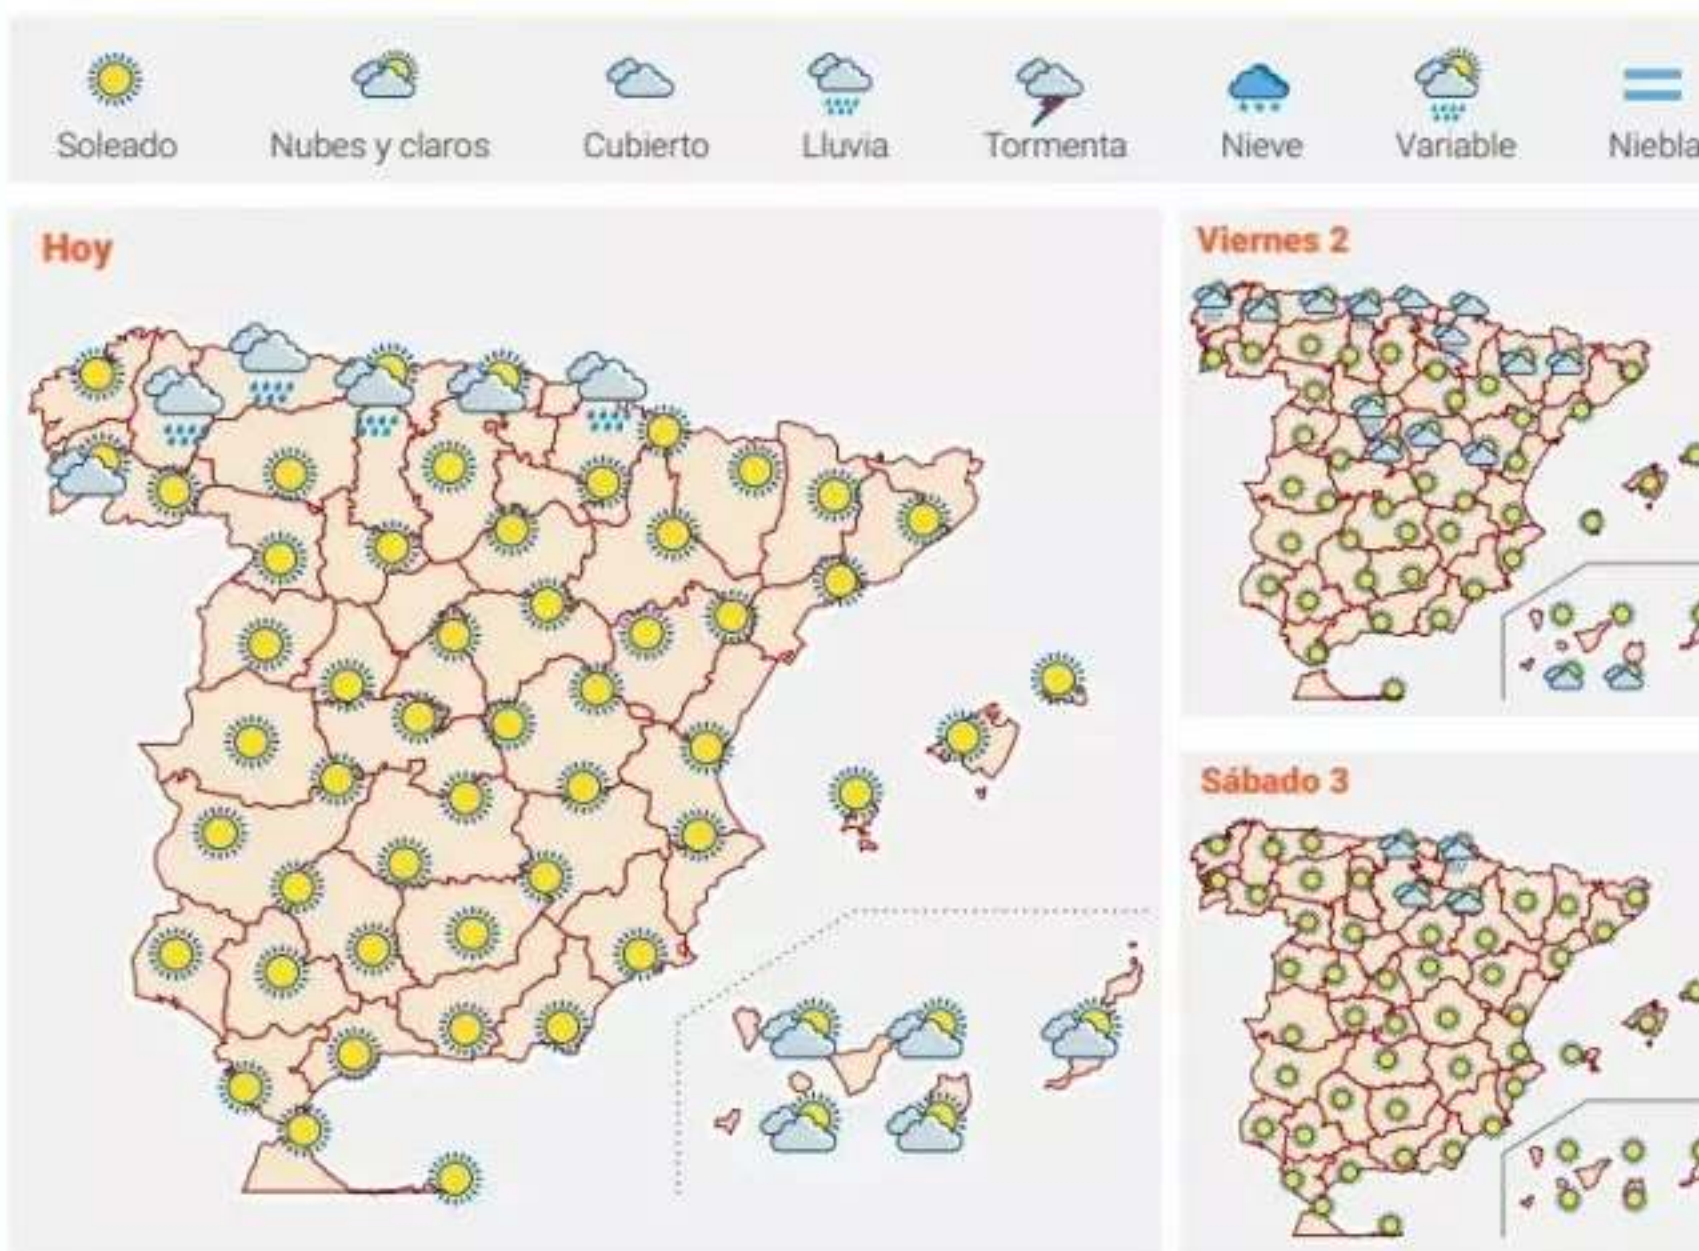 Soleado
Nubes y claros
Cubierto
Lluvia
Tormenta
Nieve
Variable
Niebla
Hoy
Viernes 2
Sábado 3